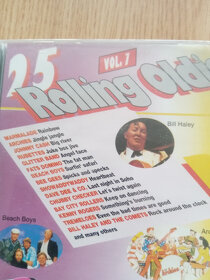 25
Rolling Oldie
VOL. 7
MARMALADE Rainbow
ARCHIES Jingle jangle
JOHNNY CASH Big river
RUBETTES Juke box jive
GLITTER BAND Angel face
FATS DOMINO The fat man
BEACH BOYS Surfin' safari
BEE GEES Spicks and specks
SHOWADDYWADDY Heartbeat
DAVE DEE & CO. Last night in Soho
CHUBBY CHECKER Let's twist again
BAY CITY ROLLERS Keep on dancing
KENNY ROGERS Something's burning
TREMELOES Even the bad times are good
BILL HALEY AND THE COMETS Rock around the clock
and many others
Bill Haley
Beach Boys